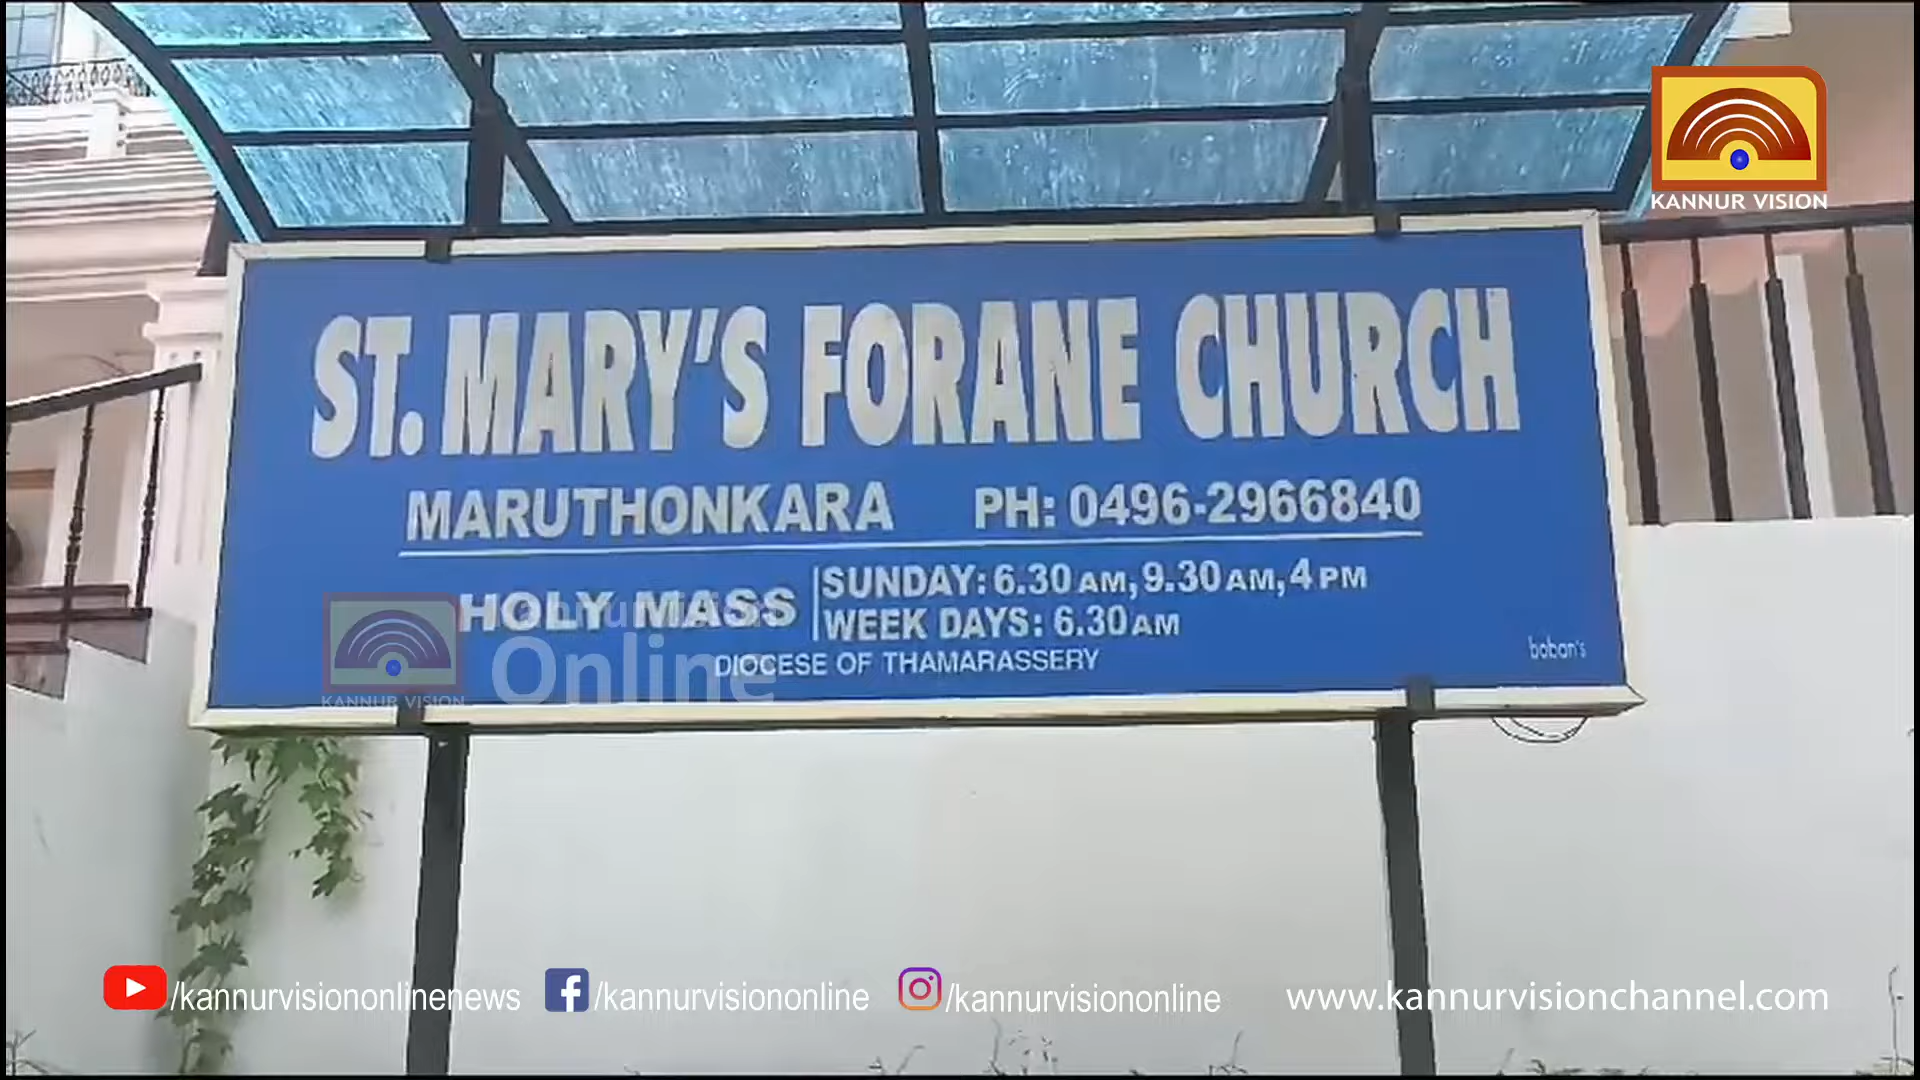 KANNUR VISION
ST. MARY'S FORANE CHURCH
MARUTHONKARA PH: 0496-2966840
HOLY MASS SUNDAY: 6.30 AM, 9.30 AM, 4 PM
WEEK DAYS: 6.30 AM
DIOCESE OF THAMARASSERY
boban's
Kannur Vision
Online
KANNUR VISION
/kannurvisiononlinenews /kannurvisiononline /kannurvisiononline www.kannurvisionchannel.com